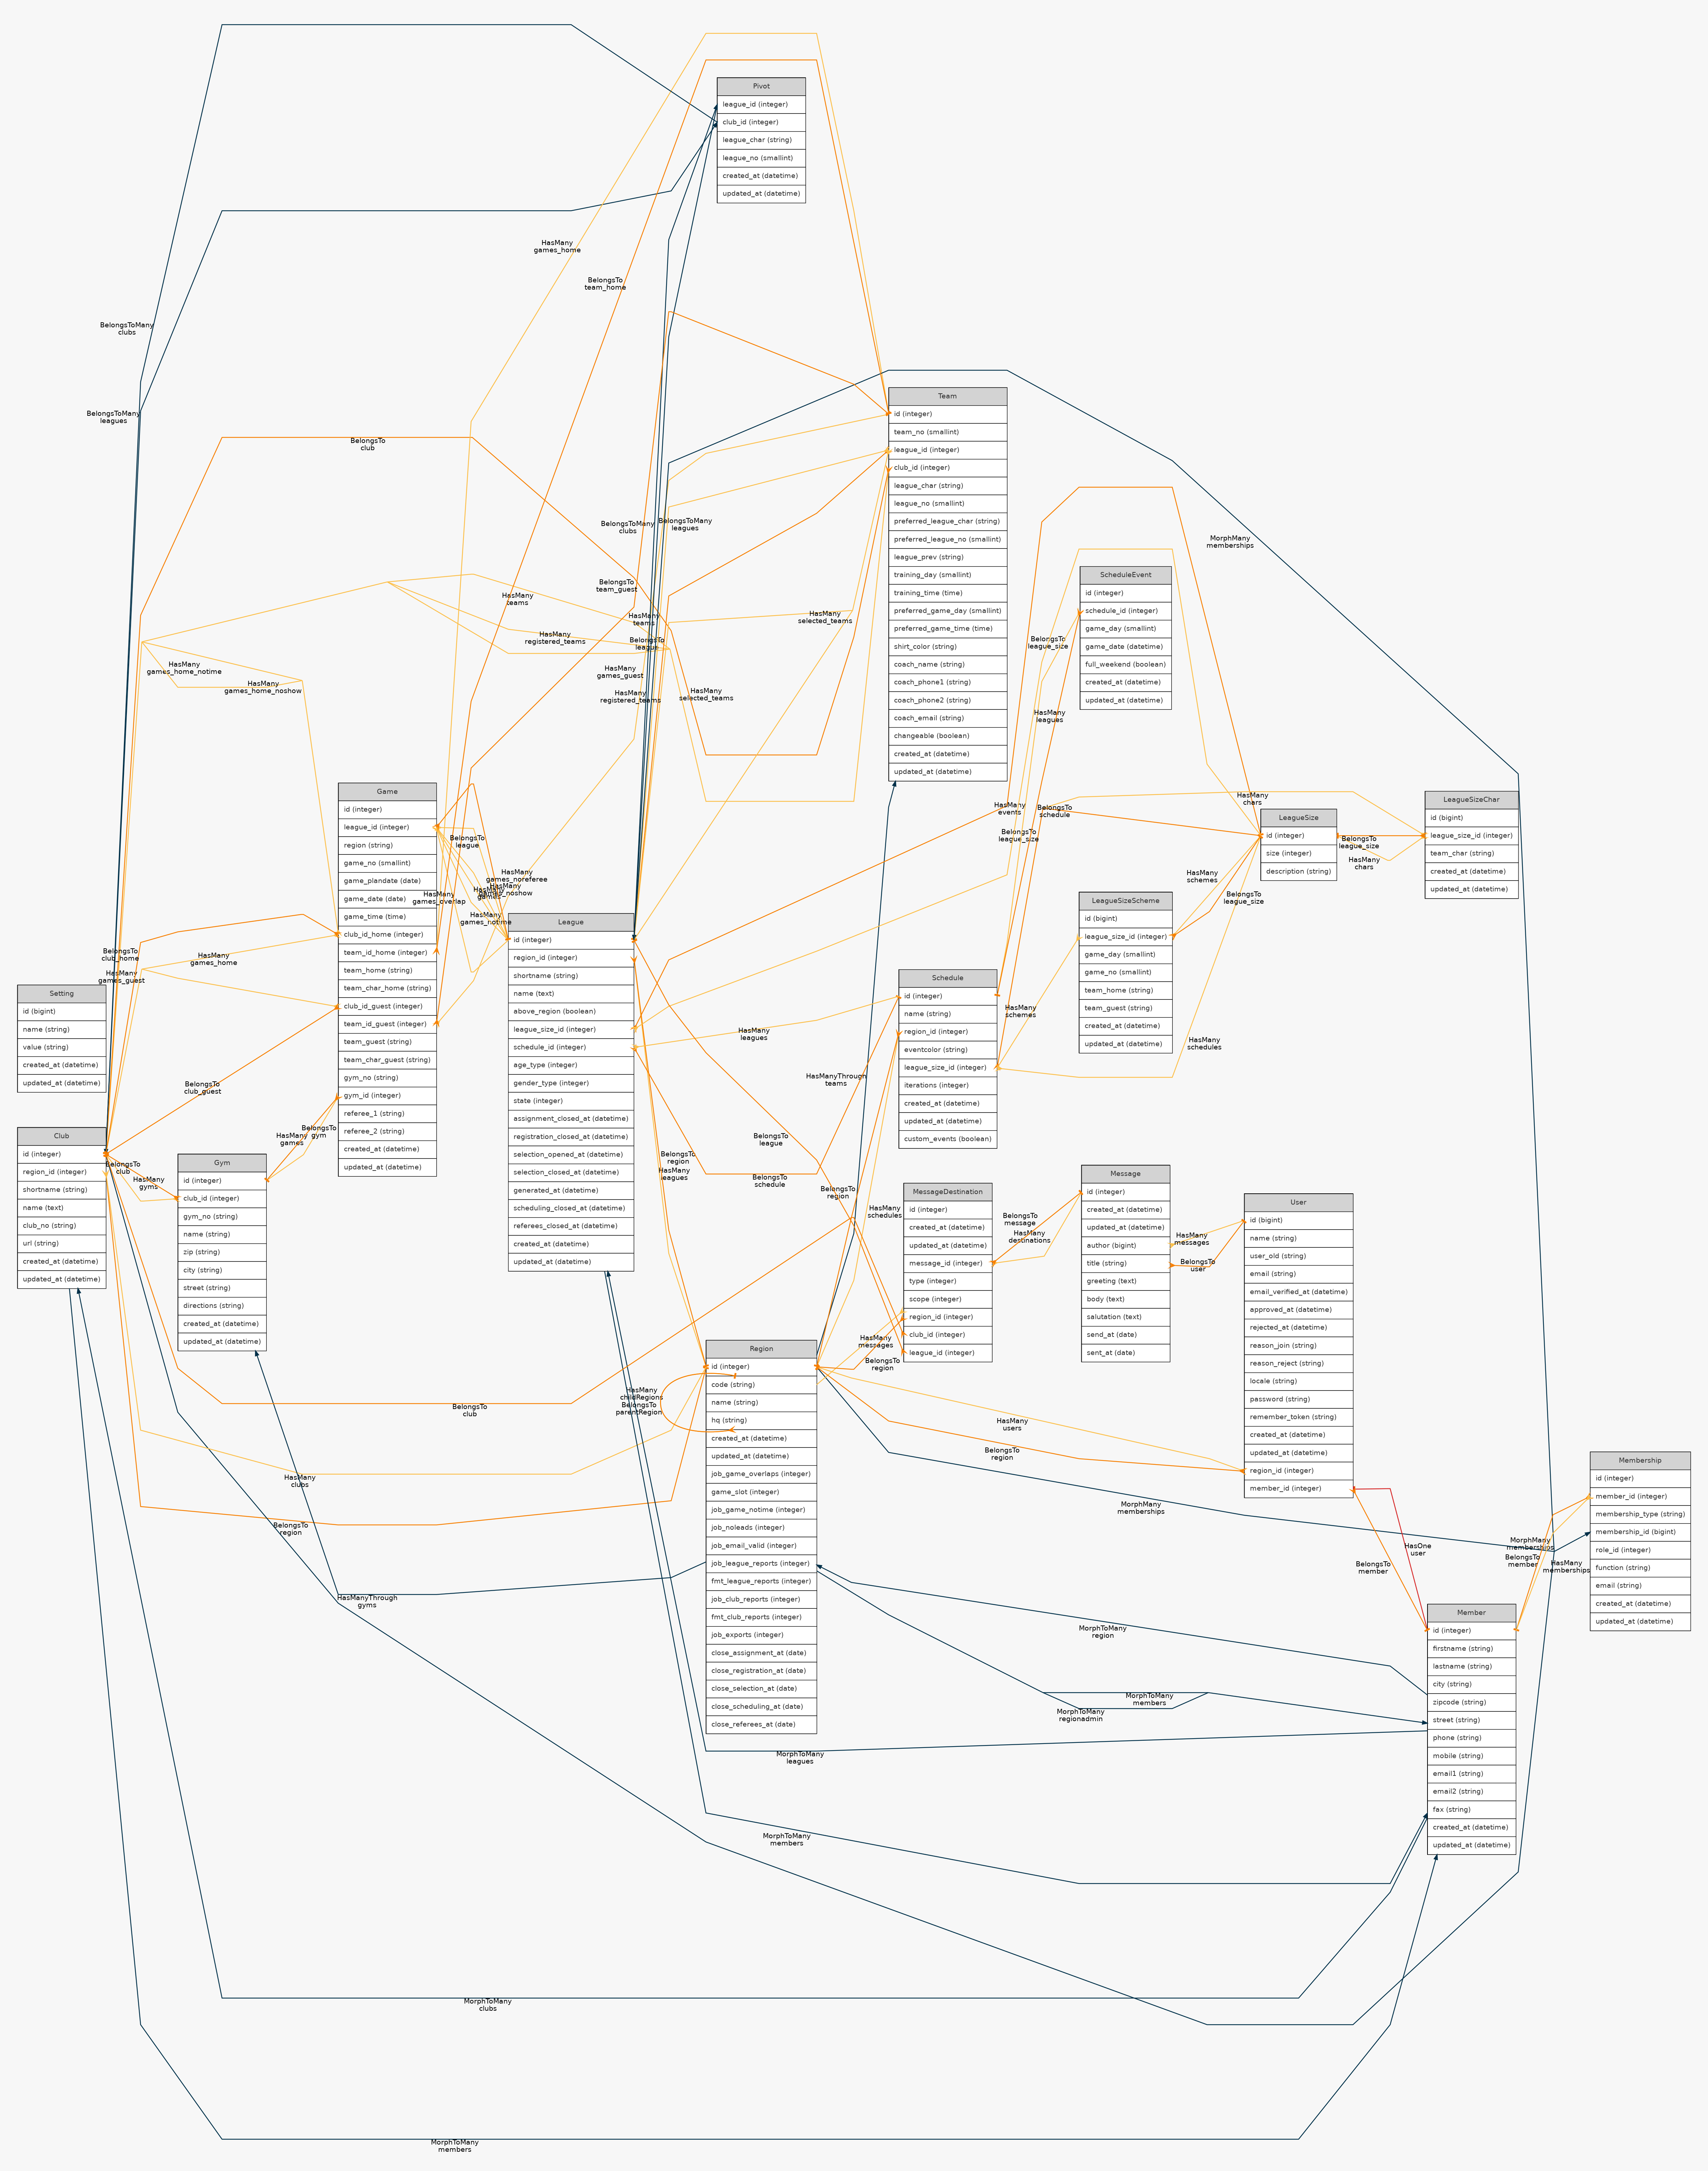 Pivot
league_id (integer)
club_id (integer)
league_char (string)
league_no (smallint)
created_at (datetime)
updated_at (datetime)
HasMany
games_home
BelongsTo
team_home
BelongsToMany
clubs
BelongsToMany
leagues
BelongsTo
club
Team
id (integer)
team_no (smallint)
league_id (integer)
club_id (integer)
league_char (string)
league_no (smallint)
preferred_league_char (string)
preferred_league_no (smallint)
league_prev (string)
training_day (smallint)
training_time (time)
preferred_game_day (smallint)
preferred_game_time (time)
shirt_color (string)
coach_name (string)
coach_phone1 (string)
coach_phone2 (string)
coach_email (string)
changeable (boolean)
created_at (datetime)
updated_at (datetime)
BelongsToMany
clubs
BelongsToMany
leagues
MorphMany
memberships
BelongsTo
team_guest
HasMany
teams
HasMany
teams
HasMany
registered_teams
BelongsTo
league
HasMany
selected_teams
HasMany
games_home_notime
HasMany
games_home_noshow
HasMany
games_guest
HasMany
registered_teams
HasMany
selected_teams
ScheduleEvent
id (integer)
schedule_id (integer)
game_day (smallint)
game_date (datetime)
full_weekend (boolean)
created_at (datetime)
updated_at (datetime)
BelongsTo
league_size
HasMany
leagues
HasMany
events
BelongsTo
schedule
BelongsTo
league_size
HasMany
chars
LeagueSize
id (integer)
size (integer)
description (string)
BelongsTo
league_size
HasMany
chars
LeagueSizeChar
id (bigint)
league_size_id (integer)
team_char (string)
created_at (datetime)
updated_at (datetime)
Game
id (integer)
league_id (integer)
region (string)
game_no (smallint)
game_plandate (date)
game_date (date)
game_time (time)
club_id_home (integer)
team_id_home (integer)
team_home (string)
team_char_home (string)
club_id_guest (integer)
team_id_guest (integer)
team_guest (string)
team_char_guest (string)
gym_no (string)
gym_id (integer)
referee_1 (string)
referee_2 (string)
created_at (datetime)
updated_at (datetime)
BelongsTo
league
HasMany
games_noreferee
HasMany
games_noshow
HasMany
games
HasMany
games_overlap
HasMany
games_notime
League
id (integer)
region_id (integer)
shortname (string)
name (text)
above_region (boolean)
league_size_id (integer)
schedule_id (integer)
age_type (integer)
gender_type (integer)
state (integer)
assignment_closed_at (datetime)
registration_closed_at (datetime)
selection_opened_at (datetime)
selection_closed_at (datetime)
generated_at (datetime)
scheduling_closed_at (datetime)
referees_closed_at (datetime)
created_at (datetime)
updated_at (datetime)
HasMany
schemes
BelongsTo
league_size
LeagueSizeScheme
id (bigint)
league_size_id (integer)
game_day (smallint)
game_no (smallint)
team_home (string)
team_guest (string)
created_at (datetime)
updated_at (datetime)
HasMany
schemes
HasMany
schedules
Schedule
id (integer)
name (string)
region_id (integer)
eventcolor (string)
league_size_id (integer)
iterations (integer)
created_at (datetime)
updated_at (datetime)
custom_events (boolean)
HasMany
leagues
HasManyThrough
teams
BelongsTo
club_home
HasMany
games_guest
HasMany
games_home
Setting
id (bigint)
name (string)
value (string)
created_at (datetime)
updated_at (datetime)
BelongsTo
club_guest
BelongsTo
gym
HasMany
games
Club
id (integer)
region_id (integer)
shortname (string)
name (text)
club_no (string)
url (string)
created_at (datetime)
updated_at (datetime)
BelongsTo
club
HasMany
gyms
Gym
id (integer)
club_id (integer)
gym_no (string)
name (string)
zip (string)
city (string)
street (string)
directions (string)
created_at (datetime)
updated_at (datetime)
BelongsTo
region
HasMany
leagues
BelongsTo
league
BelongsTo
schedule
BelongsTo
region
HasMany
schedules
MessageDestination
id (integer)
created_at (datetime)
updated_at (datetime)
message_id (integer)
type (integer)
scope (integer)
region_id (integer)
club_id (integer)
league_id (integer)
BelongsTo
message
HasMany
destinations
Message
id (integer)
created_at (datetime)
updated_at (datetime)
author (bigint)
title (string)
greeting (text)
body (text)
salutation (text)
send_at (date)
sent_at (date)
HasMany
messages
BelongsTo
user
User
id (bigint)
name (string)
user_old (string)
email (string)
email_verified_at (datetime)
approved_at (datetime)
rejected_at (datetime)
reason_join (string)
reason_reject (string)
locale (string)
password (string)
remember_token (string)
created_at (datetime)
updated_at (datetime)
region_id (integer)
member_id (integer)
HasMany
messages
BelongsTo
region
Region
id (integer)
code (string)
name (string)
hq (string)
created_at (datetime)
updated_at (datetime)
job_game_overlaps (integer)
game_slot (integer)
job_game_notime (integer)
job_noleads (integer)
job_email_valid (integer)
job_league_reports (integer)
fmt_league_reports (integer)
job_club_reports (integer)
fmt_club_reports (integer)
job_exports (integer)
close_assignment_at (date)
close_registration_at (date)
close_selection_at (date)
close_scheduling_at (date)
close_referees_at (date)
HasMany
childRegions
BelongsTo
parentRegion
BelongsTo
club
HasMany
clubs
BelongsTo
region
HasMany
users
BelongsTo
region
MorphMany
memberships
HasManyThrough
gyms
Membership
id (integer)
member_id (integer)
membership_type (string)
membership_id (bigint)
role_id (integer)
function (string)
email (string)
created_at (datetime)
updated_at (datetime)
HasOne
user
BelongsTo
member
MorphMany
memberships
BelongsTo
member
HasMany
memberships
Member
id (integer)
firstname (string)
lastname (string)
city (string)
zipcode (string)
street (string)
phone (string)
mobile (string)
email1 (string)
email2 (string)
fax (string)
created_at (datetime)
updated_at (datetime)
MorphToMany
region
MorphToMany
members
MorphToMany
regionadmin
MorphToMany
leagues
MorphToMany
members
MorphToMany
clubs
MorphToMany
members